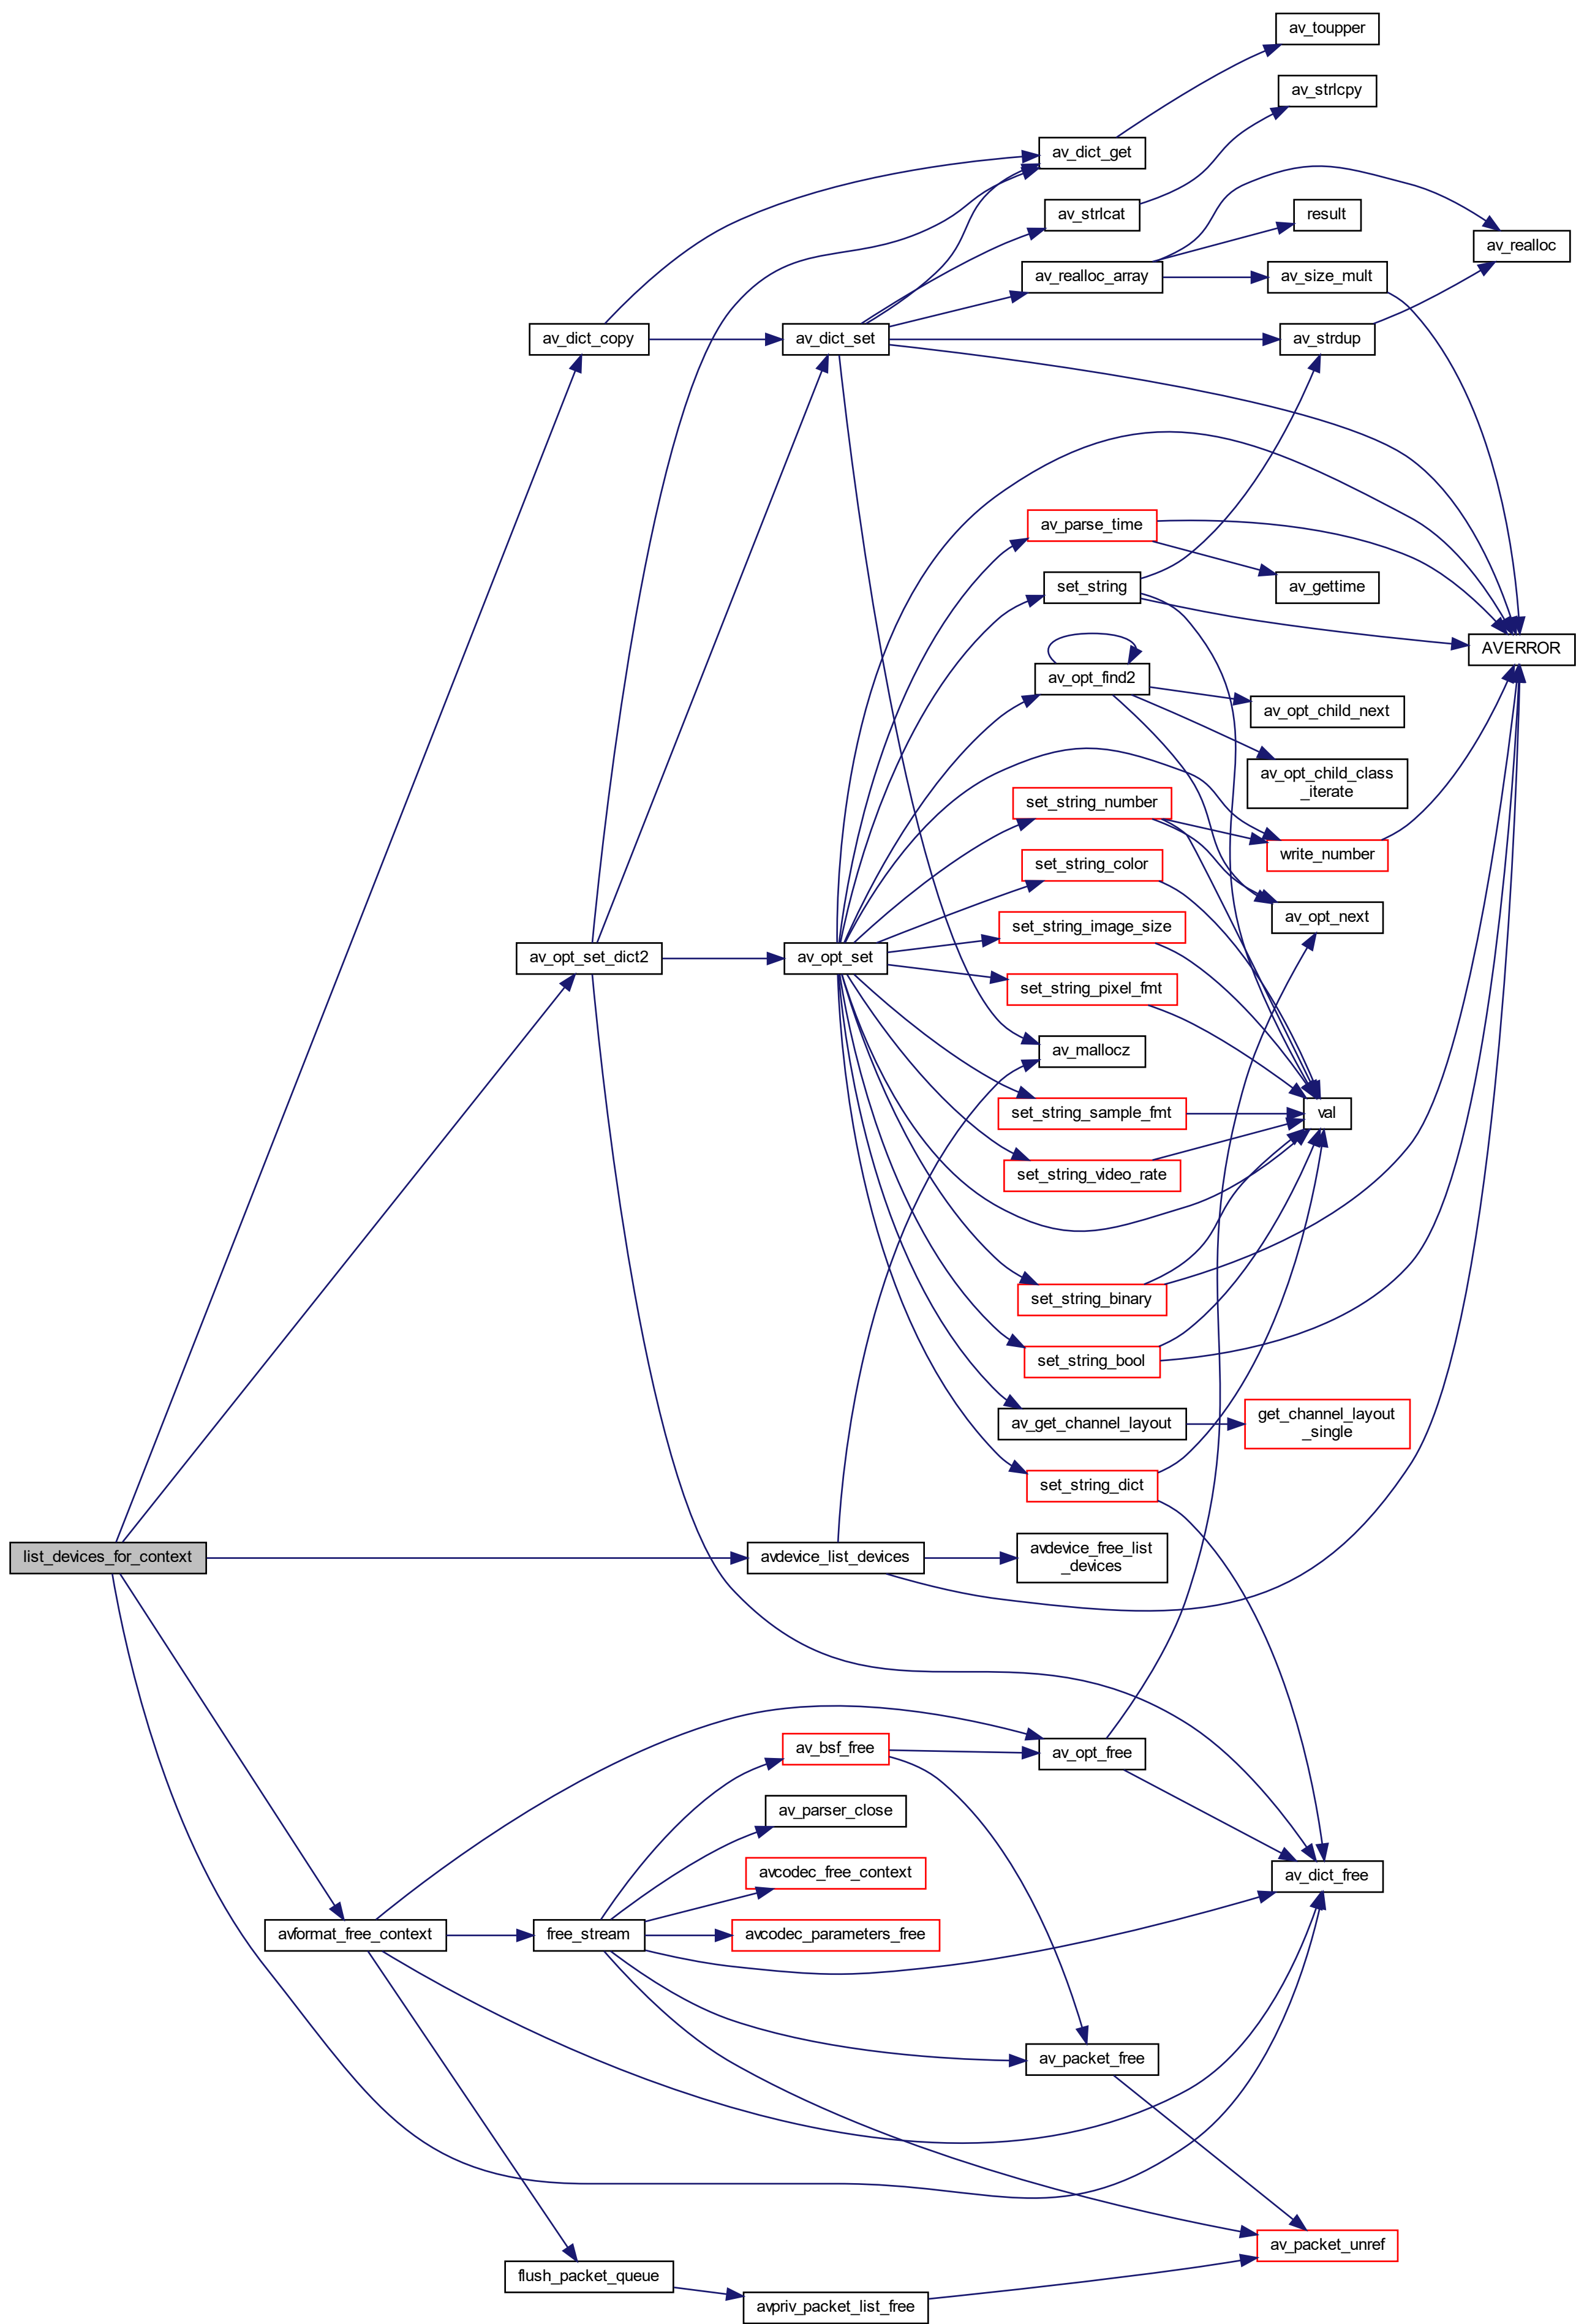 av_toupper
av_strlcpy
av_dict_get
av_strlcat
result
av_realloc
av_realloc_array
av_size_mult
av_dict_copy
av_dict_set
av_strdup
av_parse_time
set_string
av_gettime
AVERROR
av_opt_find2
av_opt_child_next
av_opt_child_class
_iterate
set_string_number
write_number
set_string_color
av_opt_next
set_string_image_size
av_opt_set_dict2
av_opt_set
set_string_pixel_fmt
av_mallocz
set_string_sample_fmt
val
set_string_video_rate
set_string_binary
set_string_bool
av_get_channel_layout
get_channel_layout
_single
set_string_dict
list_devices_for_context
avdevice_list_devices
avdevice_free_list
_devices
av_bsf_free
av_opt_free
av_parser_close
avcodec_free_context
av_dict_free
avformat_free_context
free_stream
avcodec_parameters_free
av_packet_free
av_packet_unref
flush_packet_queue
avpriv_packet_list_free